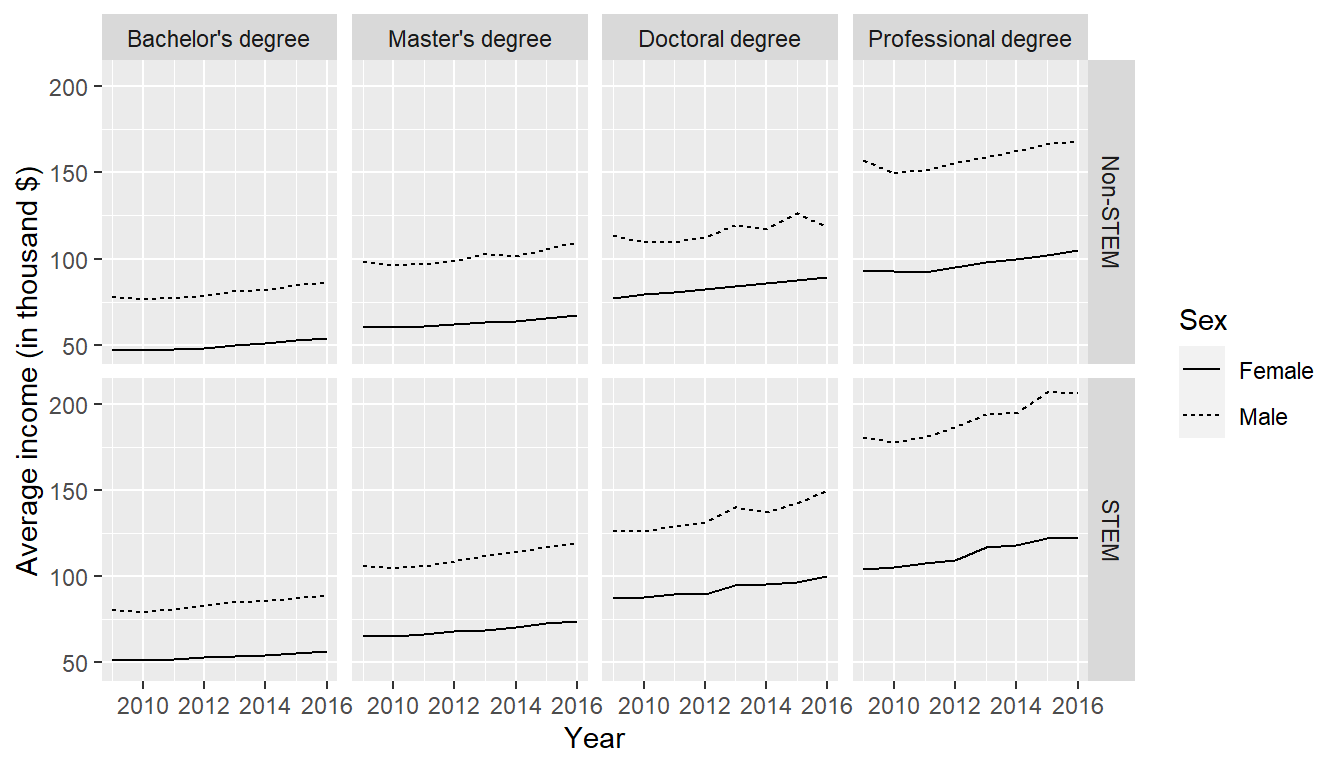 Bachelor's degree Master's degree Doctoral degree Professional degree
200
150
100
50
Non-STEM
200
150
100
50
STEM
Average income (in thousand $)
2010 2012 2014 2016 2010 2012 2014 2016 2010 2012 2014 2016 2010 2012 2014 2016
Year
Sex
Female
Male